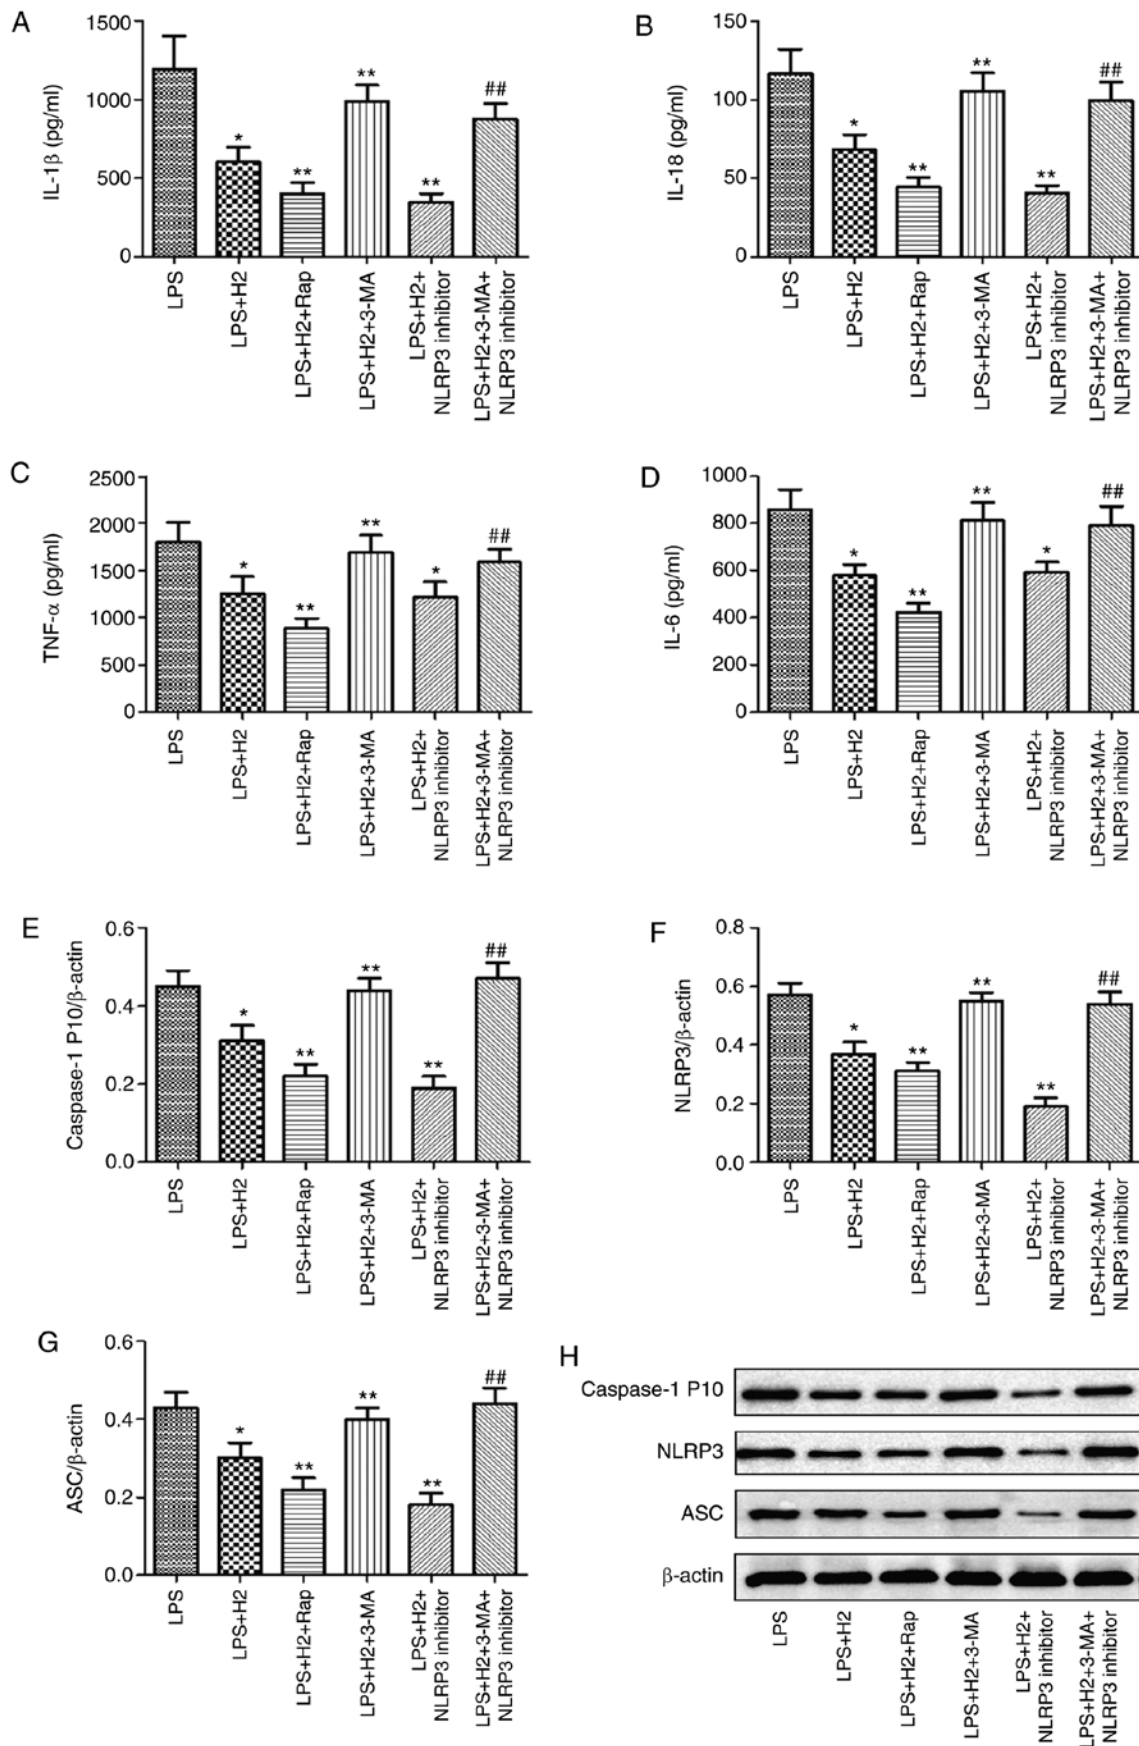 A
IL-1β (pg/ml)
1500
1000
500
0
*
**
**
**
##
LPS
LPS+H2
LPS+H2+Rap
LPS+H2+3-MA
LPS+H2+
NLRP3 inhibitor
LPS+H2+3-MA+
NLRP3 inhibitor
B
IL-18 (pg/ml)
150
100
50
0
*
**
**
**
##
LPS
LPS+H2
LPS+H2+Rap
LPS+H2+3-MA
LPS+H2+
NLRP3 inhibitor
LPS+H2+3-MA+
NLRP3 inhibitor
C
TNF-α (pg/ml)
2500
2000
1500
1000
500
0
*
**
**
*
##
LPS
LPS+H2
LPS+H2+Rap
LPS+H2+3-MA
LPS+H2+
NLRP3 inhibitor
LPS+H2+3-MA+
NLRP3 inhibitor
D
IL-6 (pg/ml)
1000
800
600
400
200
0
*
**
**
*
##
LPS
LPS+H2
LPS+H2+Rap
LPS+H2+3-MA
LPS+H2+
NLRP3 inhibitor
LPS+H2+3-MA+
NLRP3 inhibitor
E
Caspase-1 P10/β-actin
0.6
0.4
0.2
0.0
*
**
**
**
##
LPS
LPS+H2
LPS+H2+Rap
LPS+H2+3-MA
LPS+H2+
NLRP3 inhibitor
LPS+H2+3-MA+
NLRP3 inhibitor
F
NLRP3/β-actin
0.8
0.6
0.4
0.2
0.0
*
**
**
**
##
LPS
LPS+H2
LPS+H2+Rap
LPS+H2+3-MA
LPS+H2+
NLRP3 inhibitor
LPS+H2+3-MA+
NLRP3 inhibitor
G
ASC/β-actin
0.6
0.4
0.2
0.0
*
**
**
**
##
LPS
LPS+H2
LPS+H2+Rap
LPS+H2+3-MA
LPS+H2+
NLRP3 inhibitor
LPS+H2+3-MA+
NLRP3 inhibitor
H
Caspase-1 P10
NLRP3
ASC
β-actin
LPS
LPS+H2
LPS+H2+Rap
LPS+H2+3-MA
LPS+H2+
NLRP3 inhibitor
LPS+H2+3-MA+
NLRP3 inhibitor